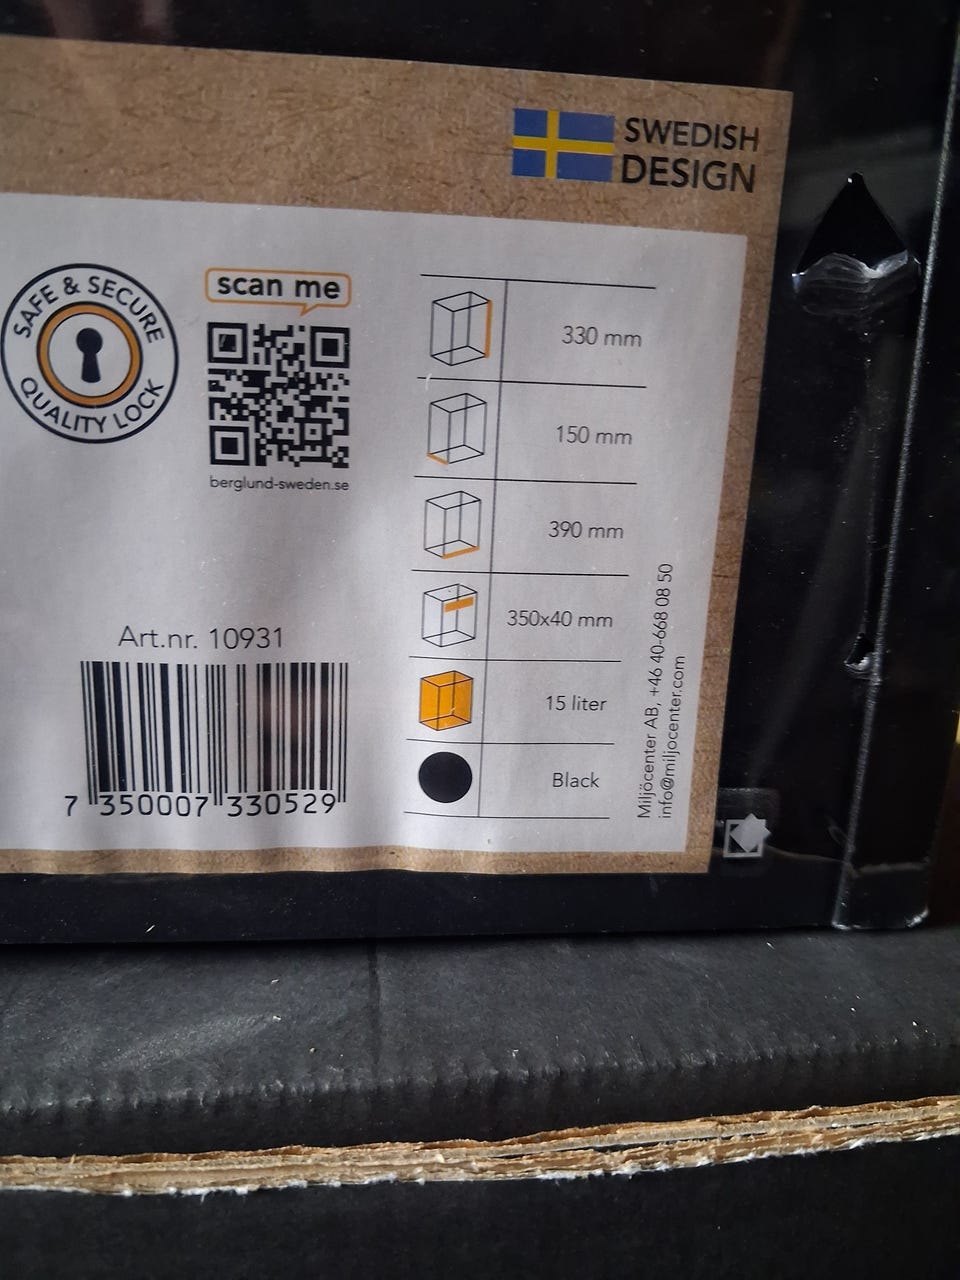 SWEDISH
DESIGN
SAFE & SECURE
QUALITY LOCK
scan me
berglund-sweden.se
330 mm
150 mm
390 mm
350x40 mm
15 liter
Black
Art.nr. 10931
7 350007 330529
Miljöcenter AB, +46 40-668 08 50
info@miljocenter.com